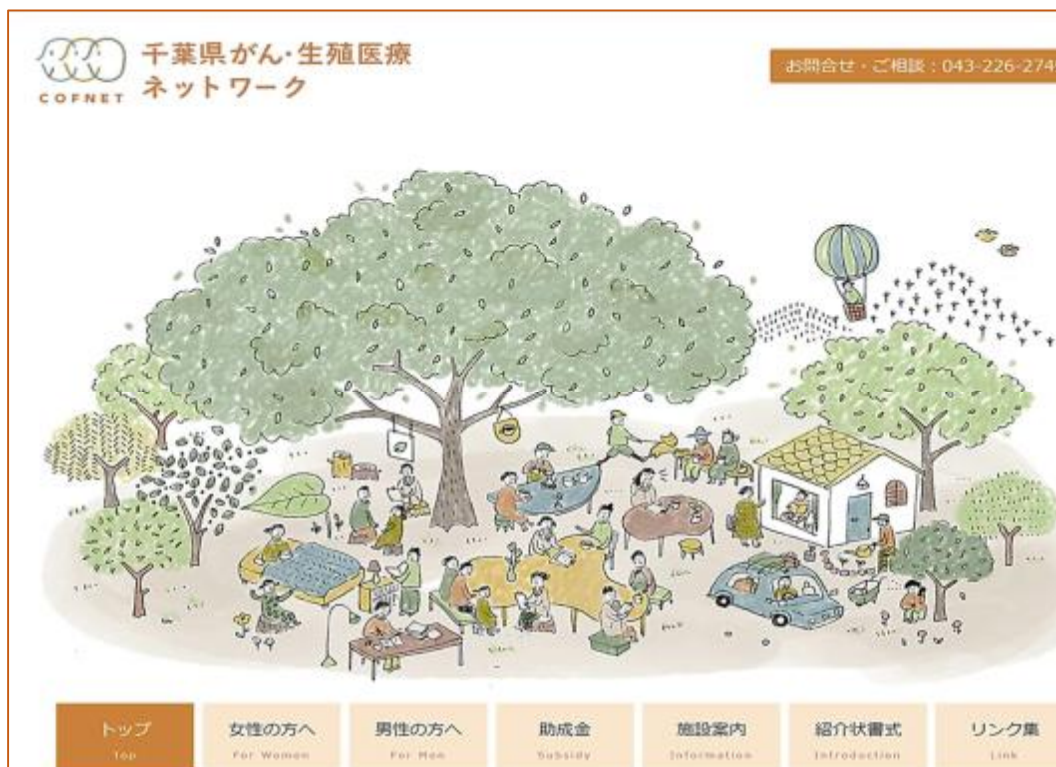 千葉県がん・生殖医療
ネットワーク
COFNET
お問合せ・ご相談:043-226-274
トップ
Top
女性の方へ
For Women
男性の方へ
For Men
助成金
Subsidy
施設案内
Information
紹介状書式
Introduction
リンク集
Link